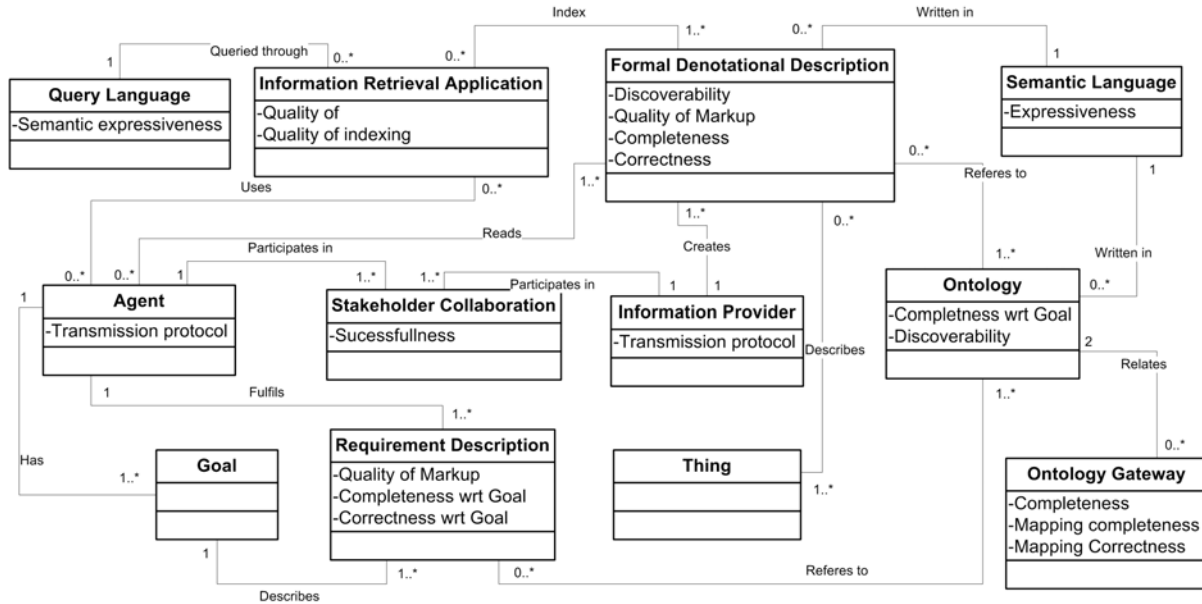 Index
Written in
1
Queried through
0..*
0..*
1..*
0..*
1
Query Language
-Semantic expressiveness
Information Retrieval Application
-Quality of
-Quality of indexing
Formal Denotational Description
-Discoverability
-Quality of Markup
-Completeness
-Correctness
Semantic Language
-Expressiveness
Uses
0..*
1..*
0..*
Referes to
1
Reads
1..*
Creates
0..*
Participates in
Written in
0..*
0..*
1
1..*
1..*
Participates in
1
1
1..*
0..*
1
Agent
-Transmission protocol
Stakeholder Collaboration
-Sucessfullness
Information Provider
-Transmission protocol
Describes
Ontology
-Completness wrt Goal
-Discoverability
2
Relates
1
Fulfils
1..*
1..*
0..*
Has
1..*
Goal
Requirement Description
-Quality of Markup
-Completeness wrt Goal
-Correctness wrt Goal
Thing
1..*
Ontology Gateway
-Completeness
-Mapping completeness
-Mapping Correctness
1
Describes
1..*
0..*
Referes to